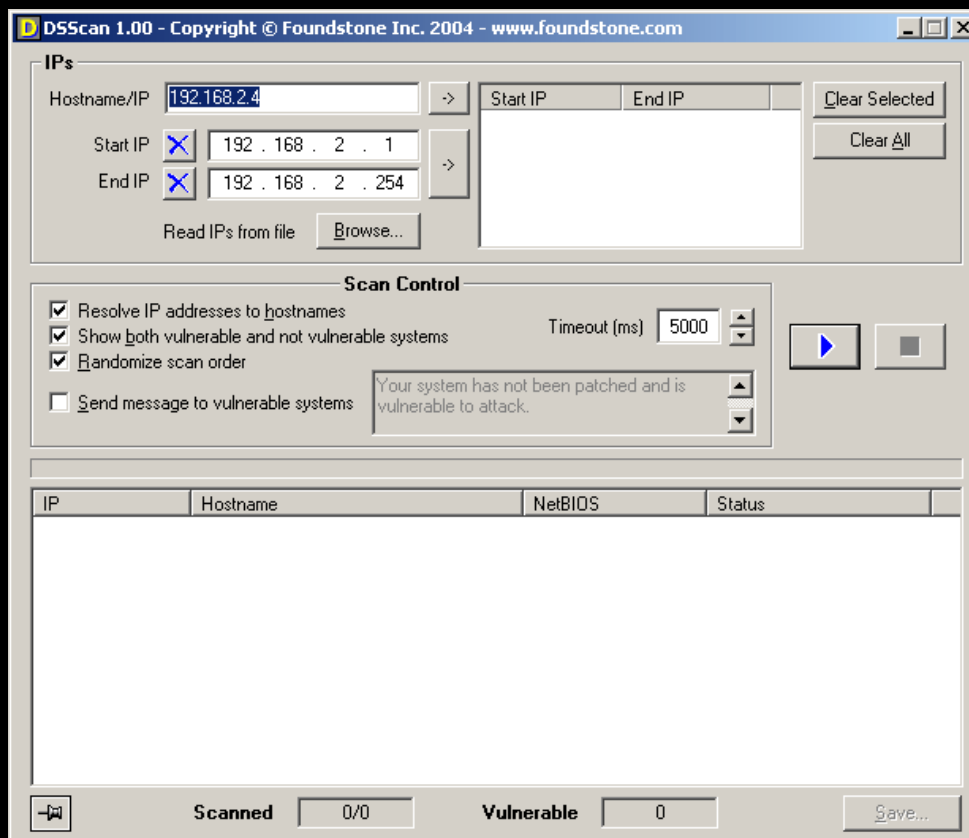 DSScan 1.00 - Copyright © Foundstone Inc. 2004 - www.foundstone.com
IPs
Hostname/IP 192.168.2.4 ->
Start IP 192 . 168 . 2 . 1
End IP 192 . 168 . 2 . 254
->
Read IPs from file Browse...
Start IP End IP
Clear Selected
Clear All
Scan Control
Resolve IP addresses to hostnames
Show both vulnerable and not vulnerable systems
Randomize scan order
Send message to vulnerable systems
Timeout (ms) 5000
Your system has not been patched and is
vulnerable to attack.
IP Hostname NetBIOS Status
Scanned 0/0 Vulnerable 0 Save...